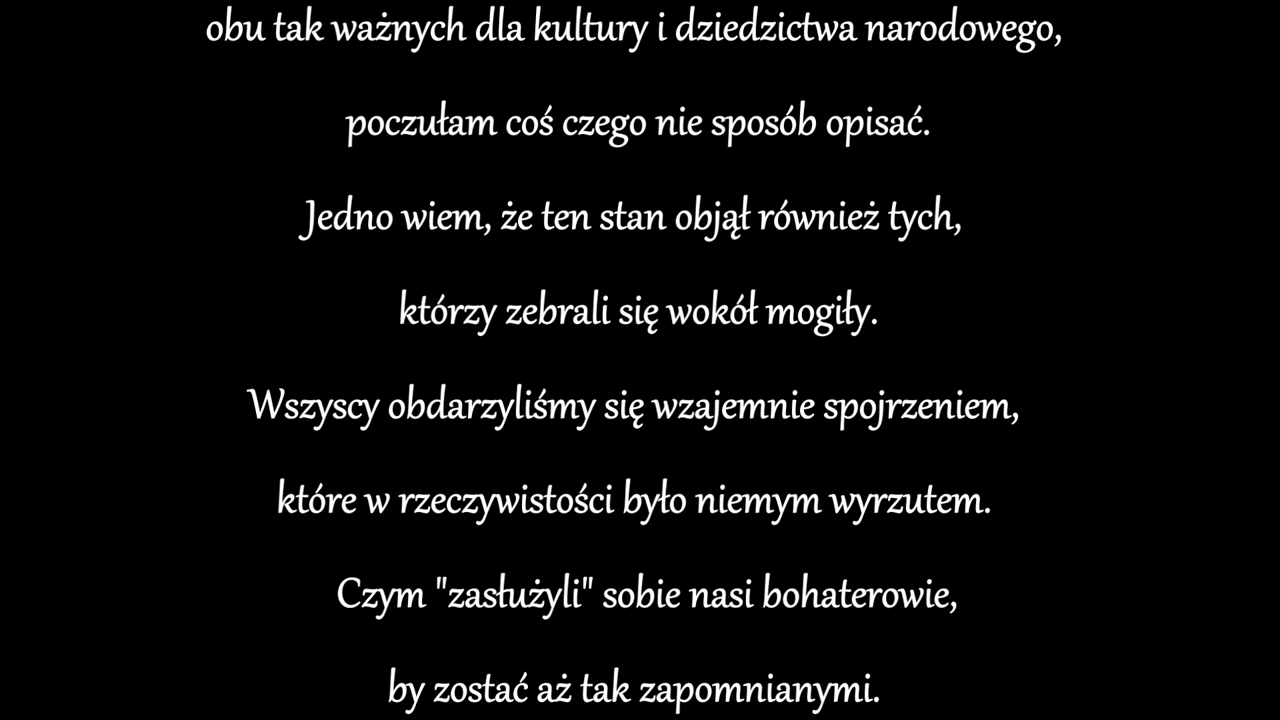 obu tak ważnych dla kultury i dziedzictwa narodowego,
poczułam coś czego nie sposób opisać.
Jedno wiem, że ten stan objął również tych,
którzy zebrali się wokół mogiły.
Wszyscy obdarzyliśmy się wzajemnie spojrzeniem,
które w rzeczywistości było niemym wyrzutem.
Czym "zasłużyli" sobie nasi bohaterowie,
by zostać aż tak zapomnianymi.